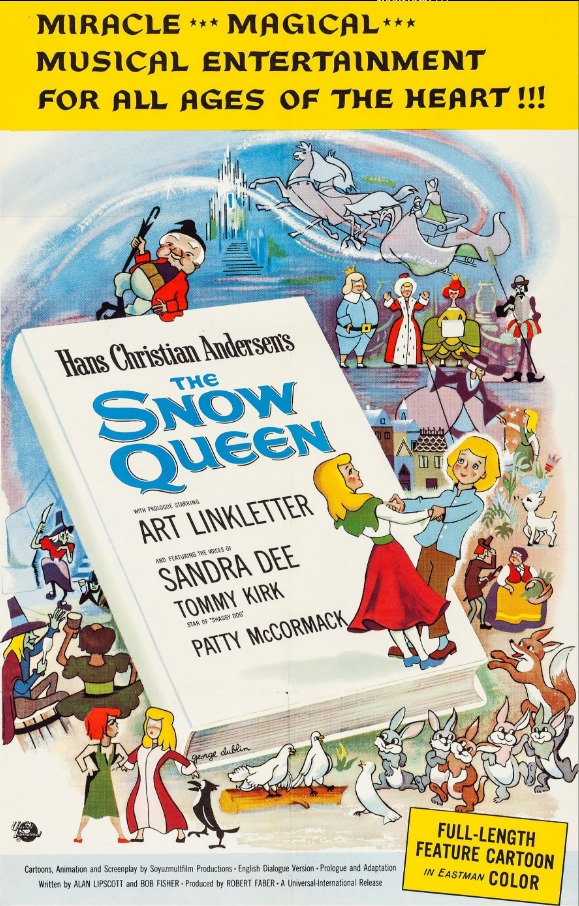 MIRACLE *** MAGICAL***
MUSICAL ENTERTAINMENT
FOR ALL AGES OF THE HEART !!!
Hans Christian Andersen's
THE
SNOW
QUEEN
WITH PROLOGUE STARRING
ART LINKLETTER
AND FEATURING THE VOICES OF
SANDRA DEE
TOMMY KIRK
STAR OF "SHAGGY DOG"
PATTY McCORMACK
george dublin
FULL-LENGTH
FEATURE CARTOON
IN EASTMAN COLOR
Cartoons, Animation and Screenplay by Soyuzmultfilm Productions • English Dialogue Version • Prologue and Adaptation
Written by ALAN LIPSCOTT and BOB FISHER • Produced by ROBERT FABER • A Universal-International Release